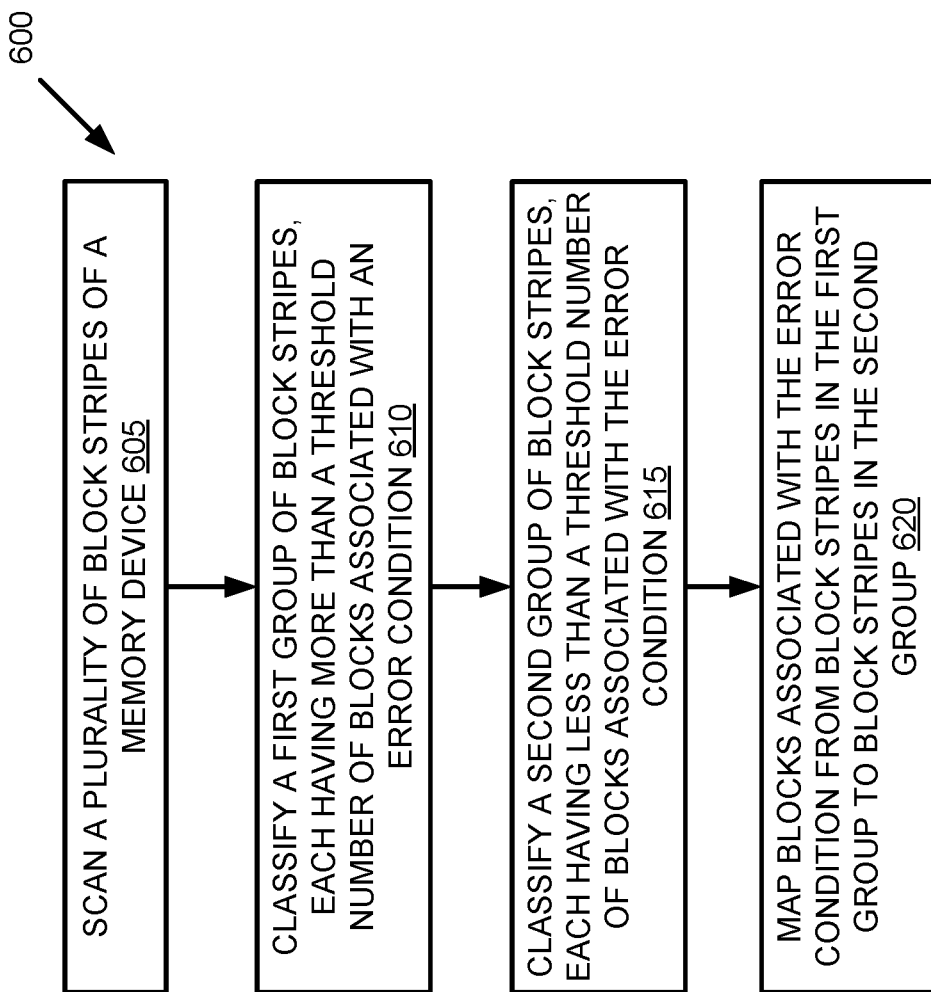 600
SCAN A PLURALITY OF BLOCK STRIPES OF A
MEMORY DEVICE 605
CLASSIFY A FIRST GROUP OF BLOCK STRIPES,
EACH HAVING MORE THAN A THRESHOLD
NUMBER OF BLOCKS ASSOCIATED WITH AN
ERROR CONDITION 610
CLASSIFY A SECOND GROUP OF BLOCK STRIPES,
EACH HAVING LESS THAN A THRESHOLD NUMBER
OF BLOCKS ASSOCIATED WITH THE ERROR
CONDITION 615
MAP BLOCKS ASSOCIATED WITH THE ERROR
CONDITION FROM BLOCK STRIPES IN THE FIRST
GROUP TO BLOCK STRIPES IN THE SECOND
GROUP 620